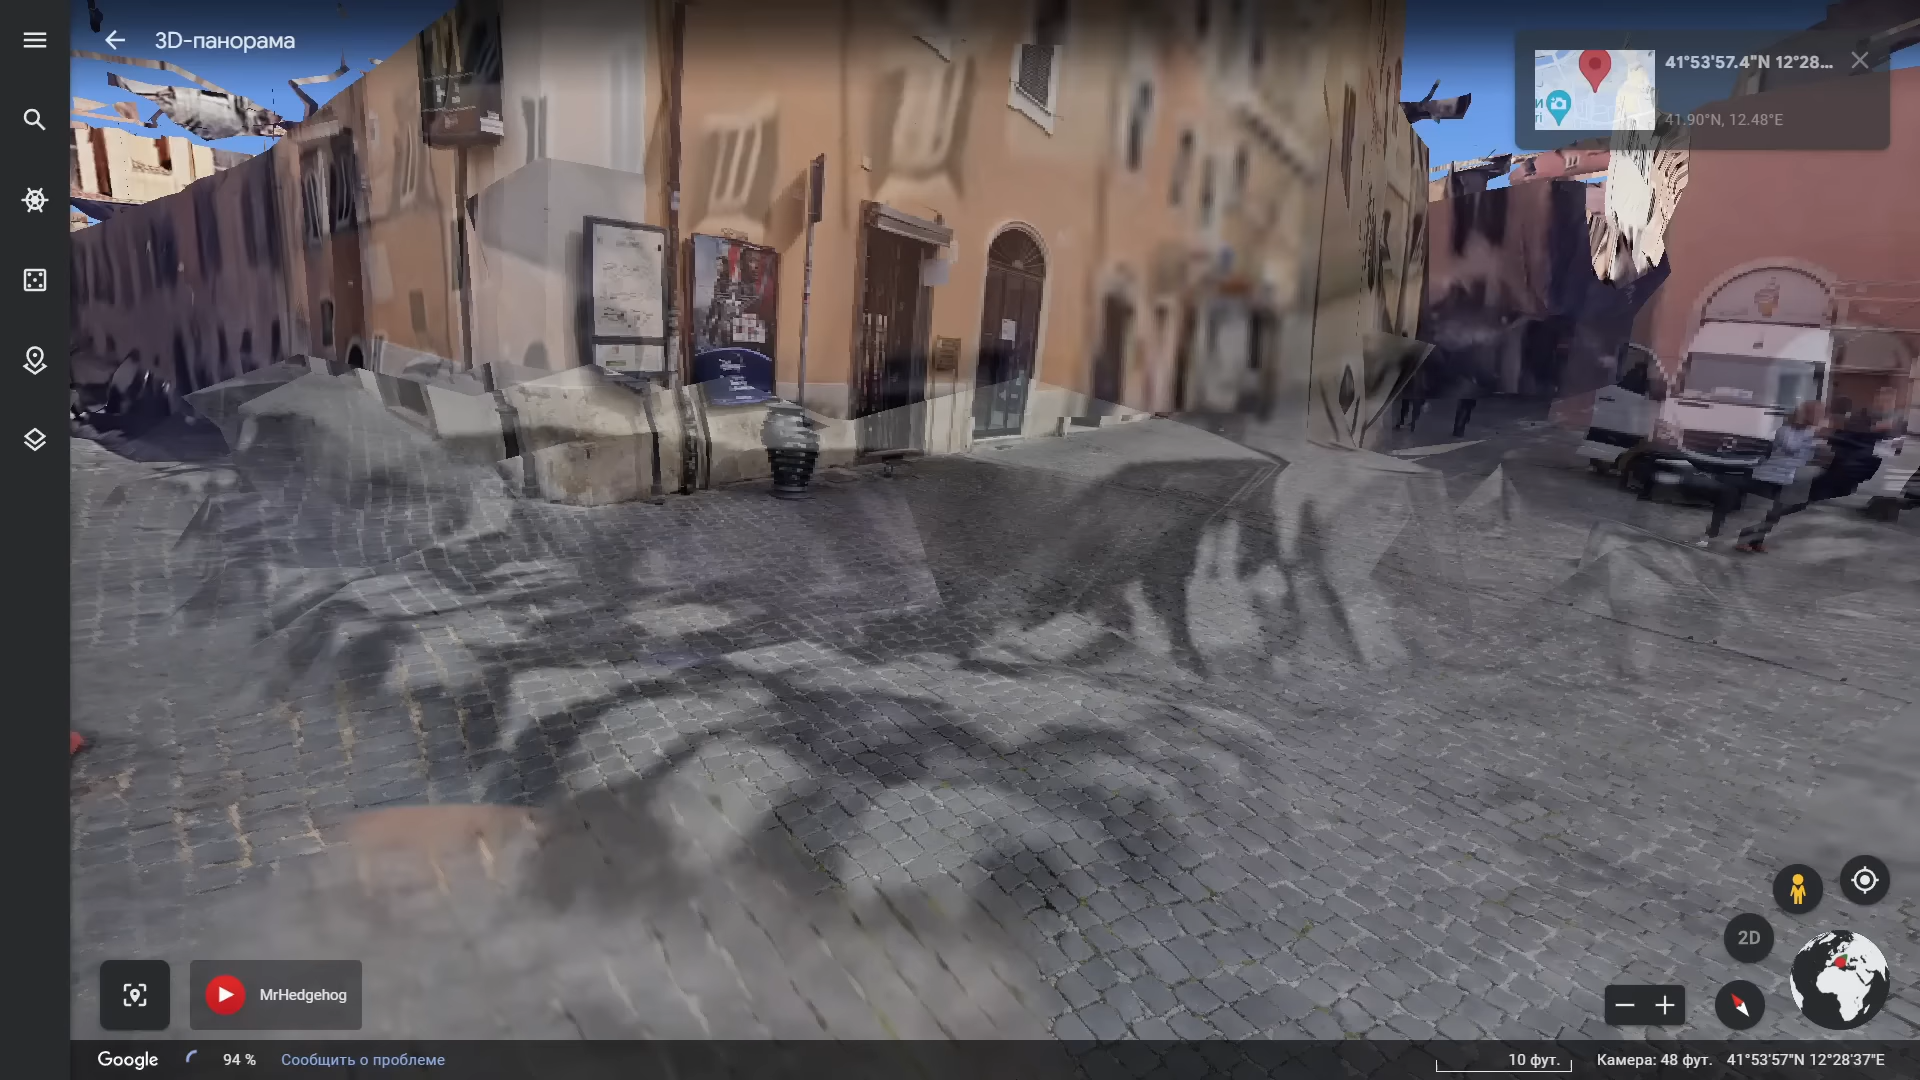 3D-панорама
41°53'57.4"N 12°28...
41.90°N, 12.48°E
2D
MrHedgehog
Google
94 %
Сообщить о проблеме
10 фут.
Камера: 48 фут.
41°53'57"N 12°28'37"E